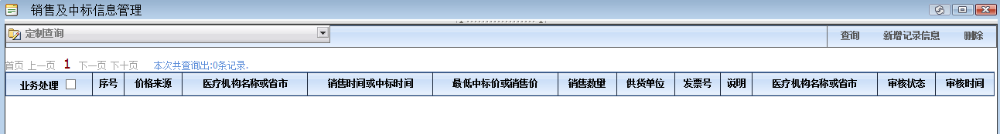 销售及中标信息管理
定制查询 查询 新增记录信息 删除
首页 上一页 1 下一页 下十页 本次共查询出:0条记录.
业务处理 序号 价格来源 医疗机构名称或省市 销售时间或中标时间 最低中标价或销售价 销售数量 供货单位 发票号 说明 医疗机构名称或省市 审核状态 审核时间